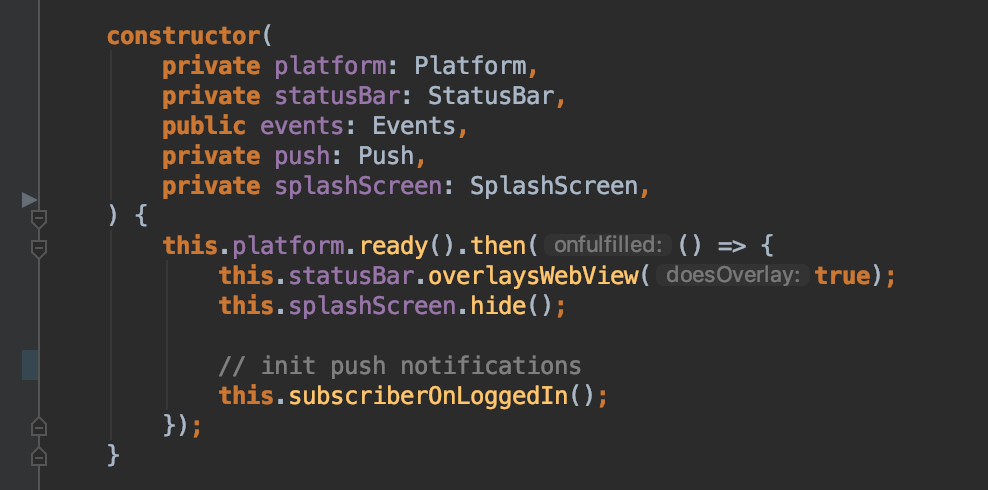 constructor(
private platform: Platform,
private statusBar: StatusBar,
public events: Events,
private push: Push,
private splashScreen: SplashScreen,
) {
this.platform.ready().then( onfulfilled: () => {
this.statusBar.overlaysWebView( doesOverlay: true);
this.splashScreen.hide();
// init push notifications
this.subscriberOnLoggedIn();
});
}